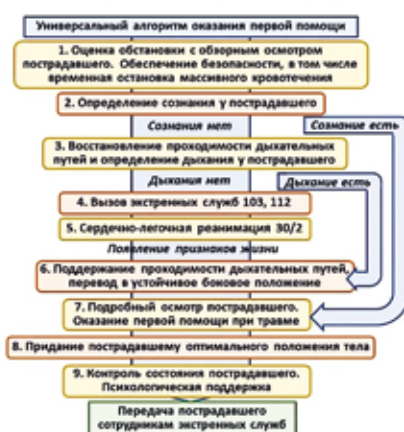 Универсальный алгоритм оказания первой помощи
1. Оценка обстановки с обзорным осмотром
пострадавшего. Обеспечение безопасности, в том числе
временная остановка массивного кровотечения
2. Определение сознания у пострадавшего
Сознания нет
Сознание есть
3. Восстановление проходимости дыхательных
путей и определение дыхания у пострадавшего
Дыхания нет
Дыхание есть
4. Вызов экстренных служб 103, 112
5. Сердечно-легочная реанимация 30/2
Появление признаков жизни
6. Поддержание проходимости дыхательных путей,
перевод в устойчивое боковое положение
7. Подробный осмотр пострадавшего.
Оказание первой помощи при травме
8. Придание пострадавшему оптимального положения тела
9. Контроль состояния пострадавшего.
Психологическая поддержка
Передача пострадавшего
сотрудникам экстренных служб